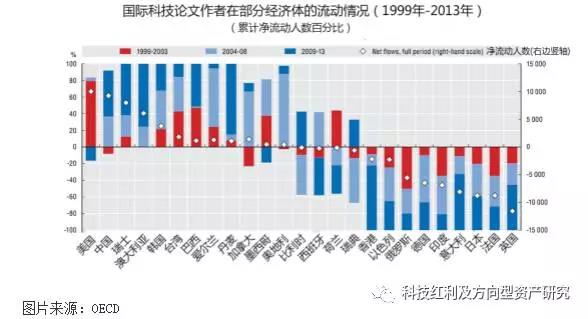 国际科技论文作者在部分经济体的流动情况（1999年-2013年）
（累计净流动人数百分比）
1999-2003
2004-08
2009-13
Net flows, full period (right-hand scale)
净流动人数(右边竖轴)
% 100
80
60
40
20
0
-20
-40
-60
-80
-100
15 000
10 000
5 000
0
-5 000
-10 000
-15 000
美国
中国
瑞士
澳大利亚
韩国
台湾
巴西
爱尔兰
丹麦
加拿大
墨西哥
奥地利
比利时
西班牙
荷兰
瑞典
香港
以色列
俄罗斯
德国
印度
意大利
日本
法国
英国
图片来源：OECD
科技红利及方向型资产研究